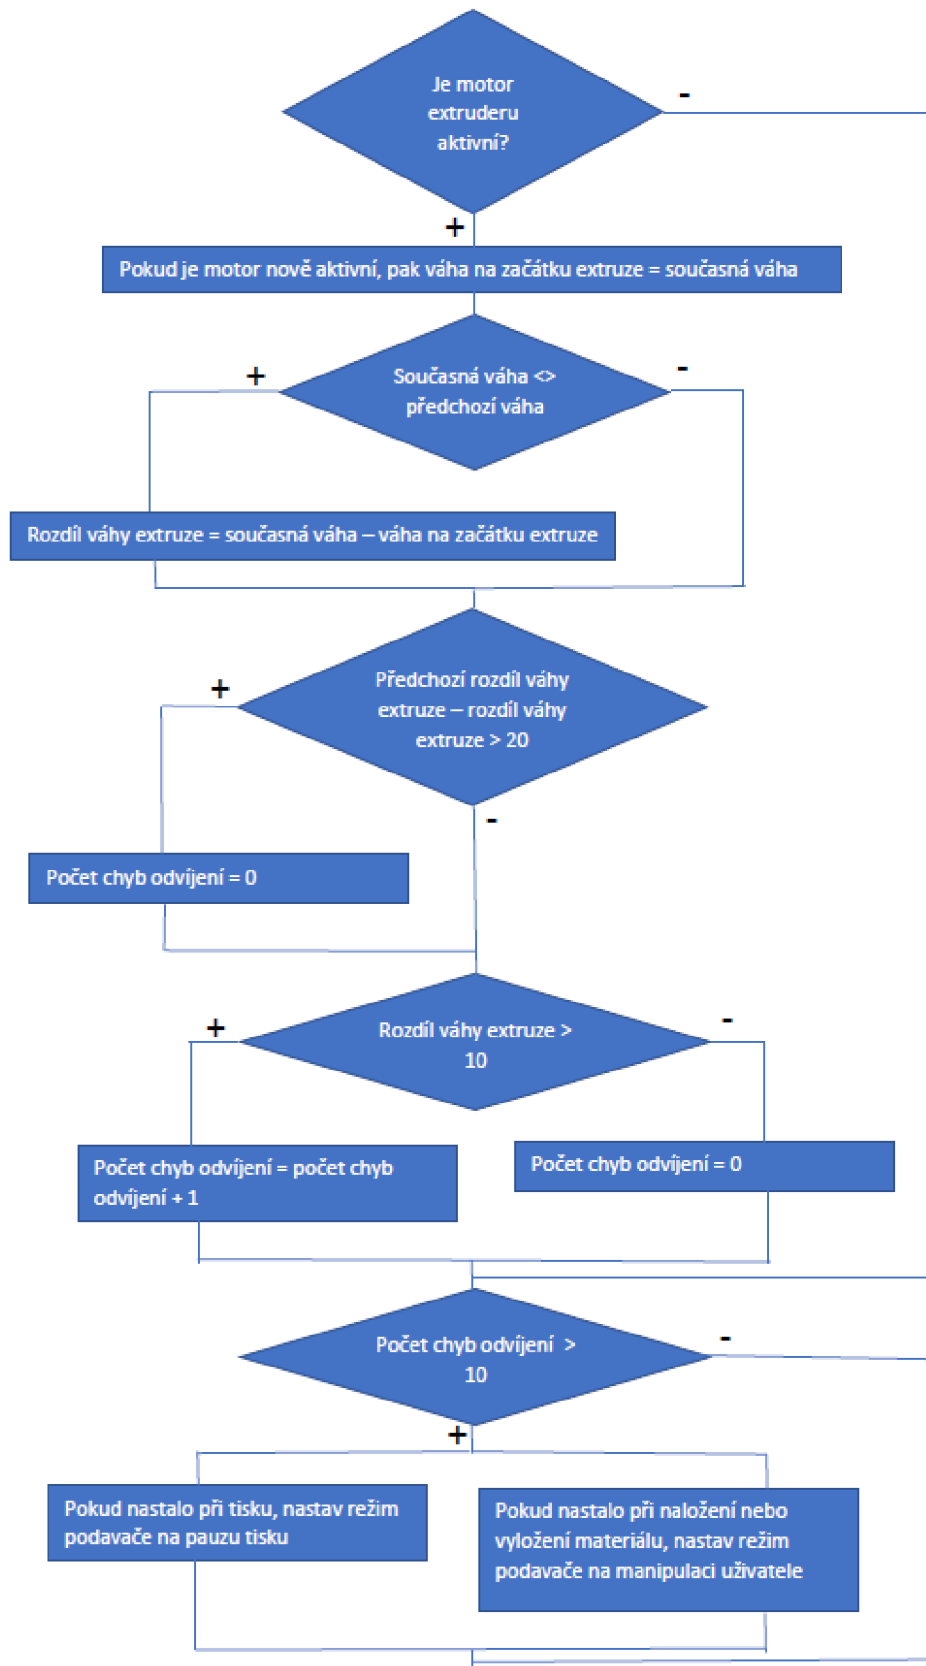 Je motor
extruderu
aktivní?
-
+
Pokud je motor nově aktivní, pak váha na začátku extruze = současná váha
+
Současná váha <>
předchozí váha
-
Rozdíl váhy extruze = současná váha – váha na začátku extruze
+
Předchozí rozdíl váhy
extruze – rozdíl váhy
extruze > 20
-
Počet chyb odvíjení = 0
+
Rozdíl váhy extruze >
10
-
Počet chyb odvíjení = počet chyb
odvíjení + 1
Počet chyb odvíjení = 0
Počet chyb odvíjení >
10
-
+
Pokud nastalo při tisku, nastav režim
podavače na pauzu tisku
Pokud nastalo při naložení nebo
vyložení materiálu, nastav režim
podavače na manipulaci uživatele